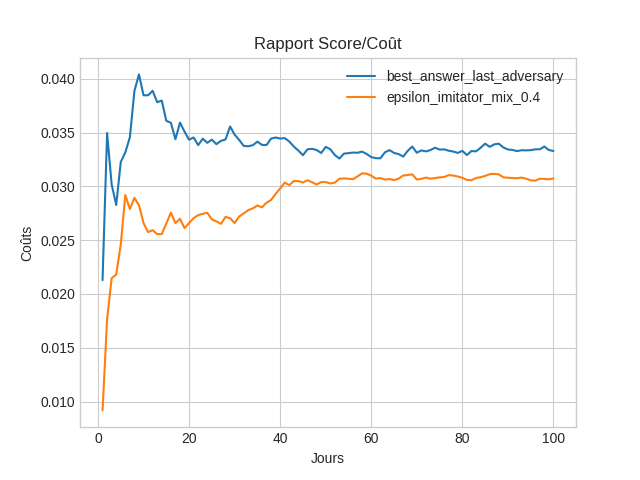 Rapport Score/Coût
best_answer_last_adversary
epsilon_imitator_mix_0.4
0.040
0.035
0.030
0.025
0.020
0.015
0.010
Coûts
0 20 40 60 80 100
Jours